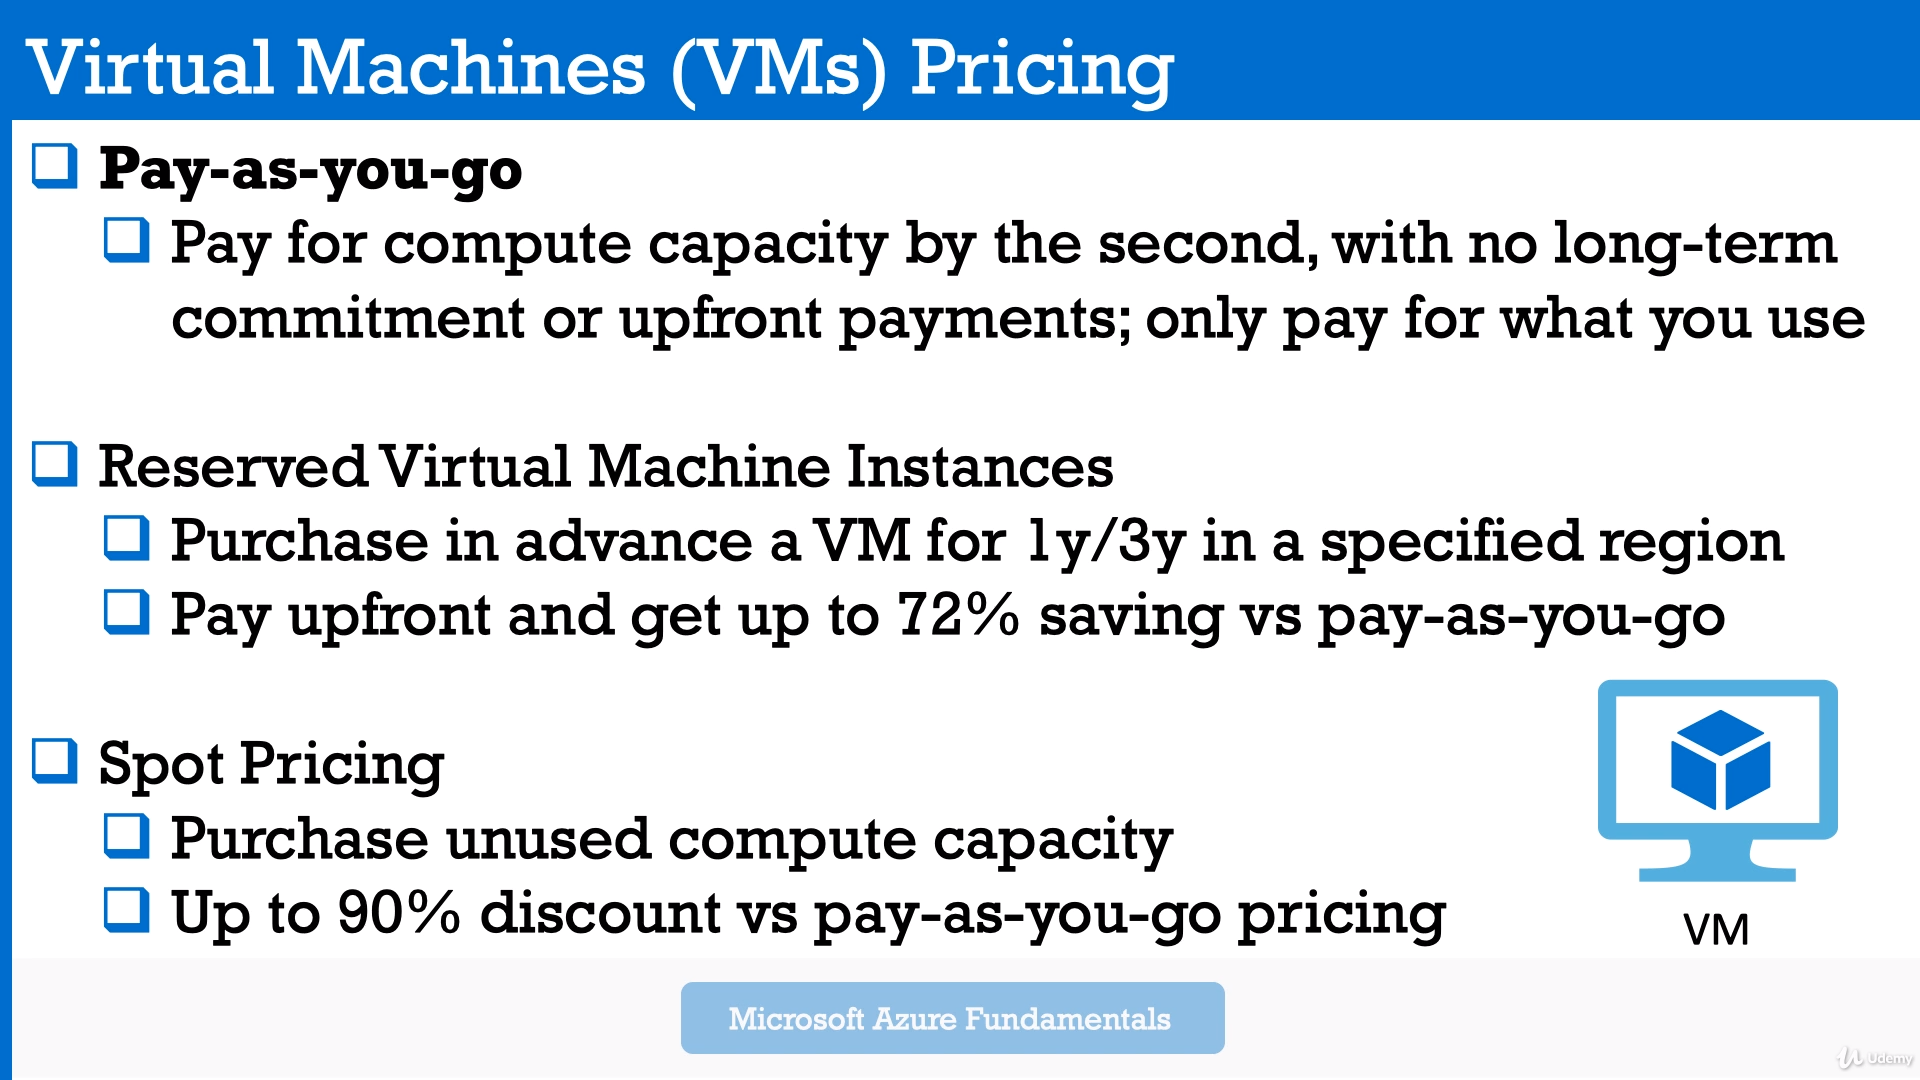 Virtual Machines (VMs) Pricing
Pay-as-you-go
Pay for compute capacity by the second, with no long-term
commitment or upfront payments; only pay for what you use
Reserved Virtual Machine Instances
Purchase in advance a VM for 1y/3y in a specified region
Pay upfront and get up to 72% saving vs pay-as-you-go
Spot Pricing
Purchase unused compute capacity
Up to 90% discount vs pay-as-you-go pricing
VM
Microsoft Azure Fundamentals
Udemy